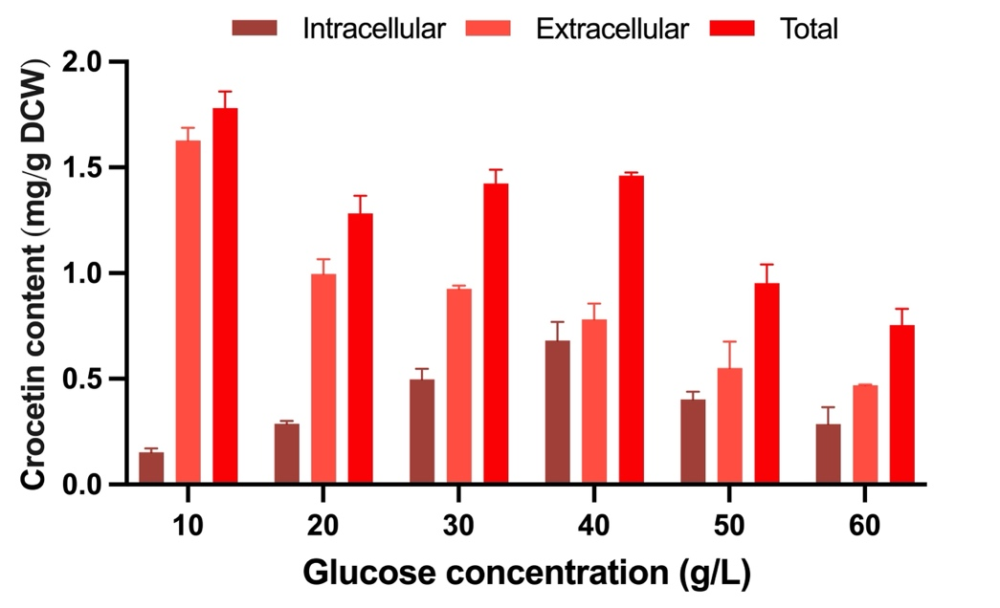 Intracellular Extracellular Total
Crocetin content (mg/g DCW)
2.0
1.5
1.0
0.5
0.0
10 20 30 40 50 60
Glucose concentration (g/L)